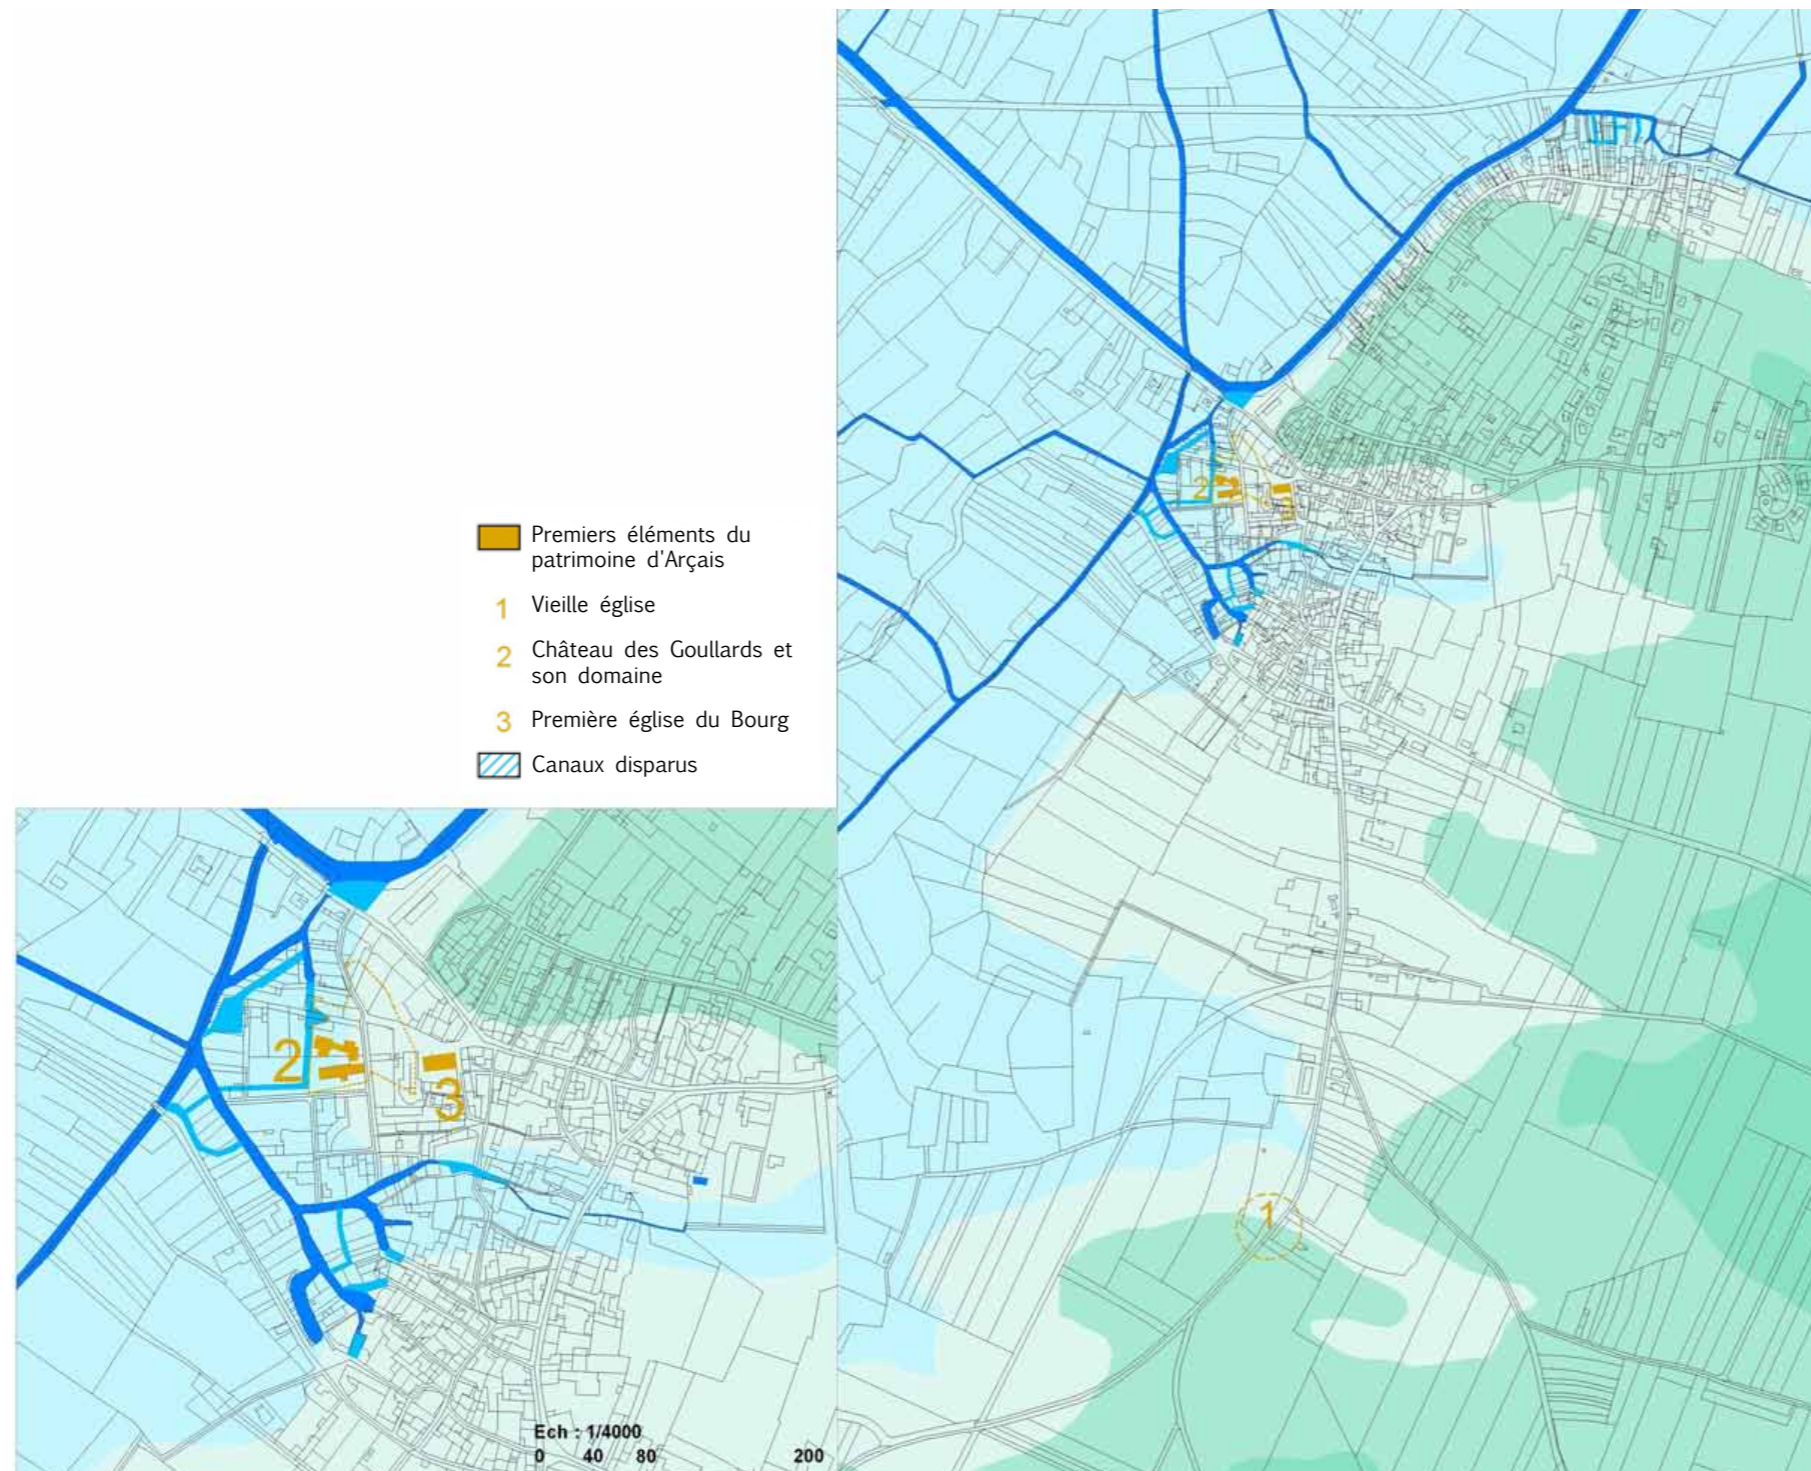 Premiers éléments du
patrimoine d'Arçais
1 Vieille église
2 Château des Goullards et
son domaine
3 Première église du Bourg
Canaux disparus
2
3
1
2
3
Ech : 1/4000
0 40 80 200